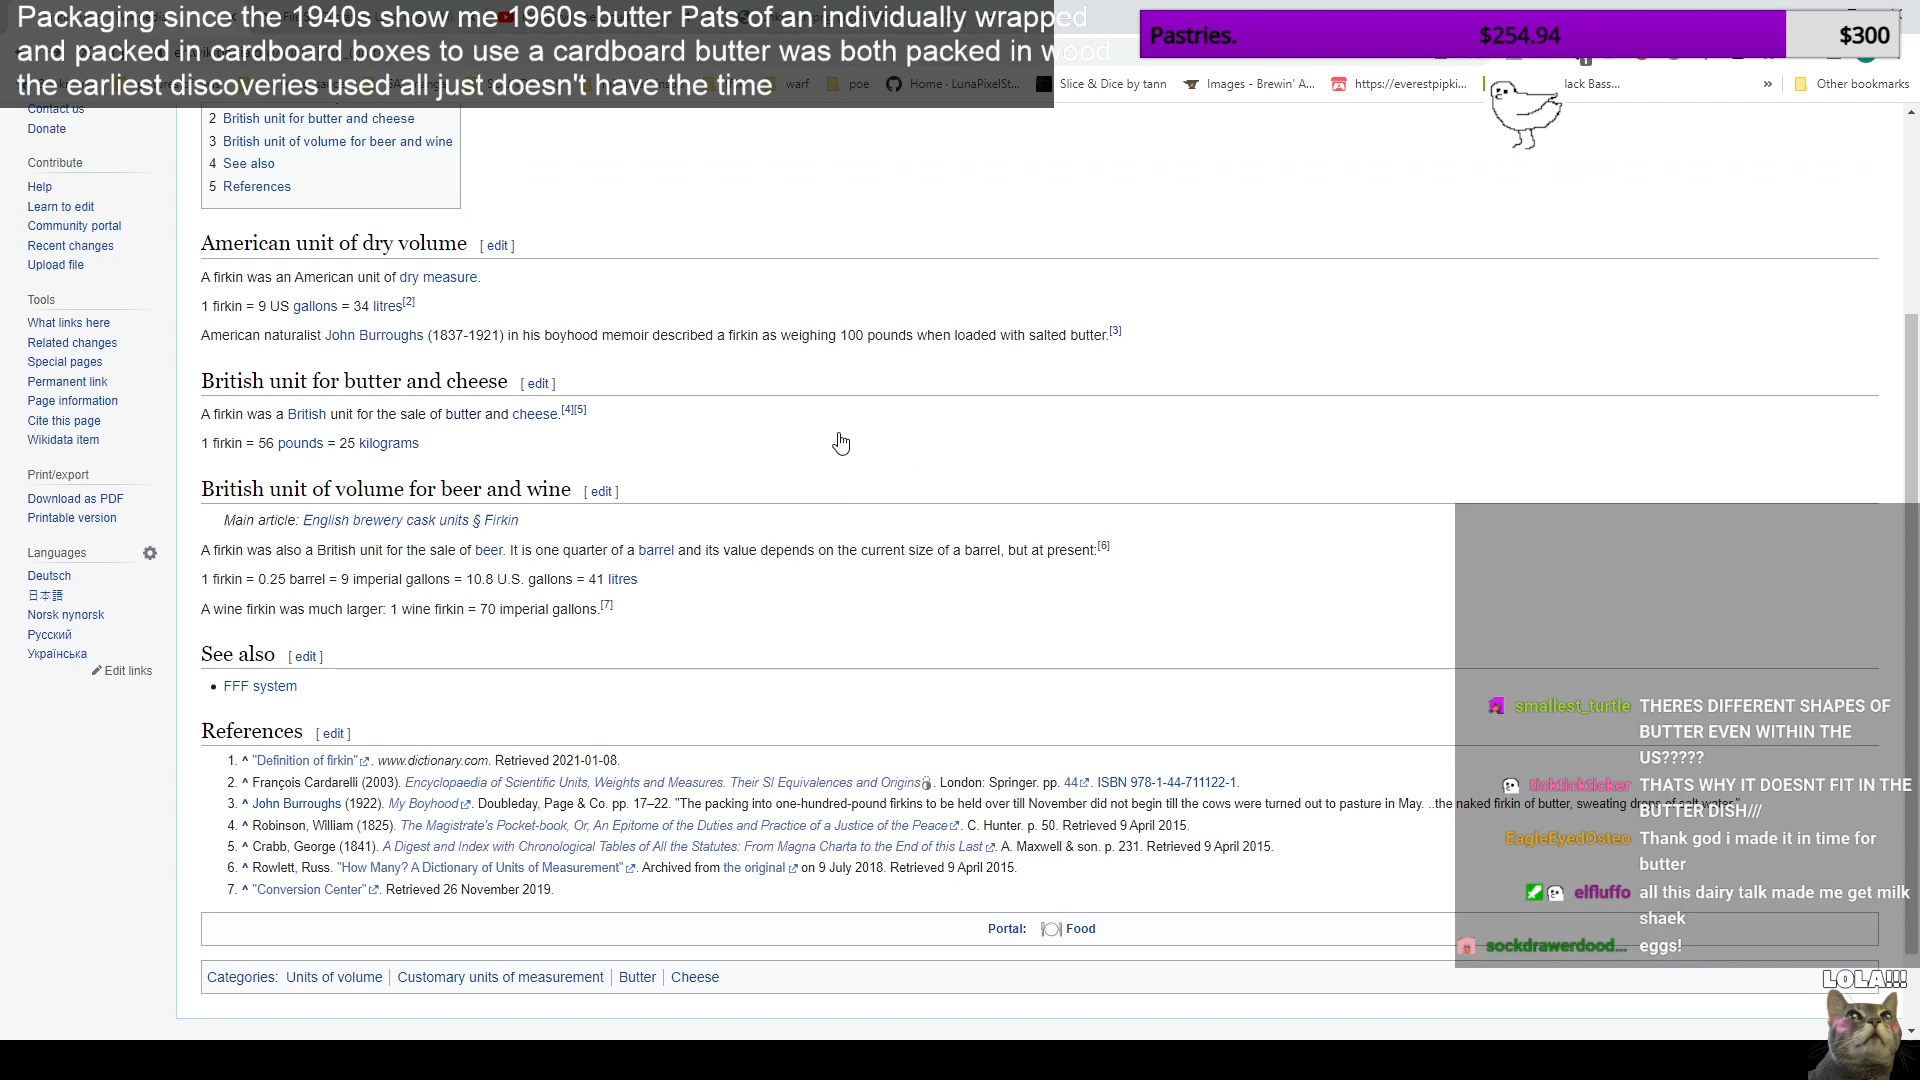 Packaging since the 1940s show me 1960s butter Pats of an individually wrapped
and packed in cardboard boxes to use a cardboard butter was both packed in wood
the earliest discoveries used all just doesn't have the time
Pastries. $254.94 $300
warf poe Home · LunaPixelSt... Slice & Dice by tann Images - Brewin' A... https://everestpipki... lack Bass... » Other bookmarks
Contact us
Donate
Contribute
Help
Learn to edit
Community portal
Recent changes
Upload file
Tools
What links here
Related changes
Special pages
Permanent link
Page information
Cite this page
Wikidata item
Print/export
Download as PDF
Printable version
Languages
Deutsch
日本語
Norsk nynorsk
Русский
Українська
Edit links
2 British unit for butter and cheese
3 British unit of volume for beer and wine
4 See also
5 References
American unit of dry volume [ edit ]
A firkin was an American unit of dry measure.
1 firkin = 9 US gallons = 34 litres[2]
American naturalist John Burroughs (1837-1921) in his boyhood memoir described a firkin as weighing 100 pounds when loaded with salted butter.[3]
British unit for butter and cheese [ edit ]
A firkin was a British unit for the sale of butter and cheese.[4][5]
1 firkin = 56 pounds = 25 kilograms
British unit of volume for beer and wine [ edit ]
Main article: English brewery cask units § Firkin
A firkin was also a British unit for the sale of beer. It is one quarter of a barrel and its value depends on the current size of a barrel, but at present:[6]
1 firkin = 0.25 barrel = 9 imperial gallons = 10.8 U.S. gallons = 41 litres
A wine firkin was much larger: 1 wine firkin = 70 imperial gallons.[7]
See also [ edit ]
• FFF system
References [ edit ]
1. ^ "Definition of firkin". www.dictionary.com. Retrieved 2021-01-08.
2. ^ François Cardarelli (2003). Encyclopaedia of Scientific Units, Weights and Measures. Their SI Equivalences and Origins. London: Springer. pp. 44. ISBN 978-1-44-711122-1.
3. ^ John Burroughs (1922). My Boyhood. Doubleday, Page & Co. pp. 17–22. "The packing into one-hundred-pound firkins to be held over till November did not begin till the cows were turned out to pasture in May. ..the naked firkin of butter, sweating drops of salt water."
4. ^ Robinson, William (1825). The Magistrate's Pocket-book, Or, An Epitome of the Duties and Practice of a Justice of the Peace. C. Hunter. p. 50. Retrieved 9 April 2015.
5. ^ Crabb, George (1841). A Digest and Index with Chronological Tables of All the Statutes: From Magna Charta to the End of this Last. A. Maxwell & son. p. 231. Retrieved 9 April 2015.
6. ^ Rowlett, Russ. "How Many? A Dictionary of Units of Measurement". Archived from the original on 9 July 2018. Retrieved 9 April 2015.
7. ^ "Conversion Center". Retrieved 26 November 2019.
Portal: Food
Categories: Units of volume | Customary units of measurement | Butter | Cheese
smallest_turtle THERES DIFFERENT SHAPES OF
BUTTER EVEN WITHIN THE
US?????
ticktickticker THATS WHY IT DOESNT FIT IN THE
BUTTER DISH///
EagleEyedOsteo Thank god i made it in time for
butter
elfluffo all this dairy talk made me get milk
shaek
sockdrawerdood... eggs!
LOLA!!!